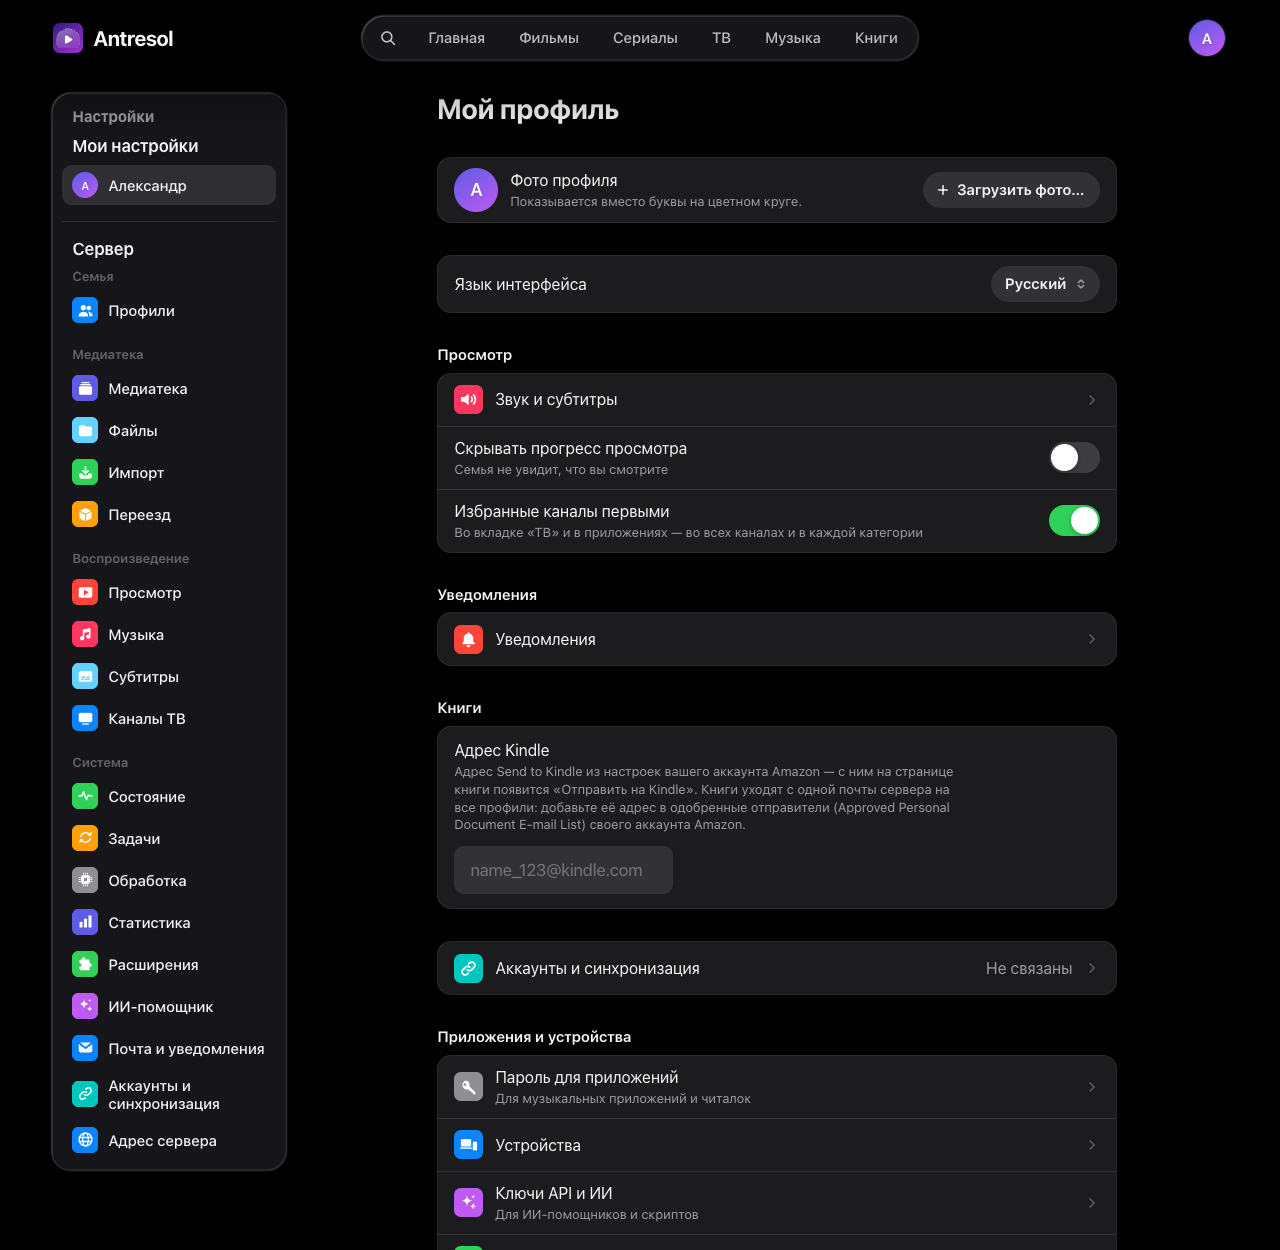 Antresol
Главная
Фильмы
Сериалы
ТВ
Музыка
Книги
A
Настройки
Мои настройки
A
Александр
Сервер
Семья
Профили
Медиатека
Медиатека
Файлы
Импорт
Переезд
Воспроизведение
Просмотр
Музыка
Субтитры
Каналы ТВ
Система
Состояние
Задачи
Обработка
Статистика
Расширения
ИИ-помощник
Почта и уведомления
Аккаунты и
синхронизация
Адрес сервера
Мой профиль
A
Фото профиля
Показывается вместо буквы на цветном круге.
+ Загрузить фото...
Язык интерфейса
Русский
Просмотр
Звук и субтитры
Скрывать прогресс просмотра
Семья не увидит, что вы смотрите
Избранные каналы первыми
Во вкладке «ТВ» и в приложениях — во всех каналах и в каждой категории
Уведомления
Уведомления
Книги
Адрес Kindle
Адрес Send to Kindle из настроек вашего аккаунта Amazon — с ним на странице
книги появится «Отправить на Kindle». Книги уходят с одной почты сервера на
все профили: добавьте её адрес в одобренные отправители (Approved Personal
Document E-mail List) своего аккаунта Amazon.
name_123@kindle.com
Аккаунты и синхронизация
Не связаны
Приложения и устройства
Пароль для приложений
Для музыкальных приложений и читалок
Устройства
Ключи API и ИИ
Для ИИ-помощников и скриптов